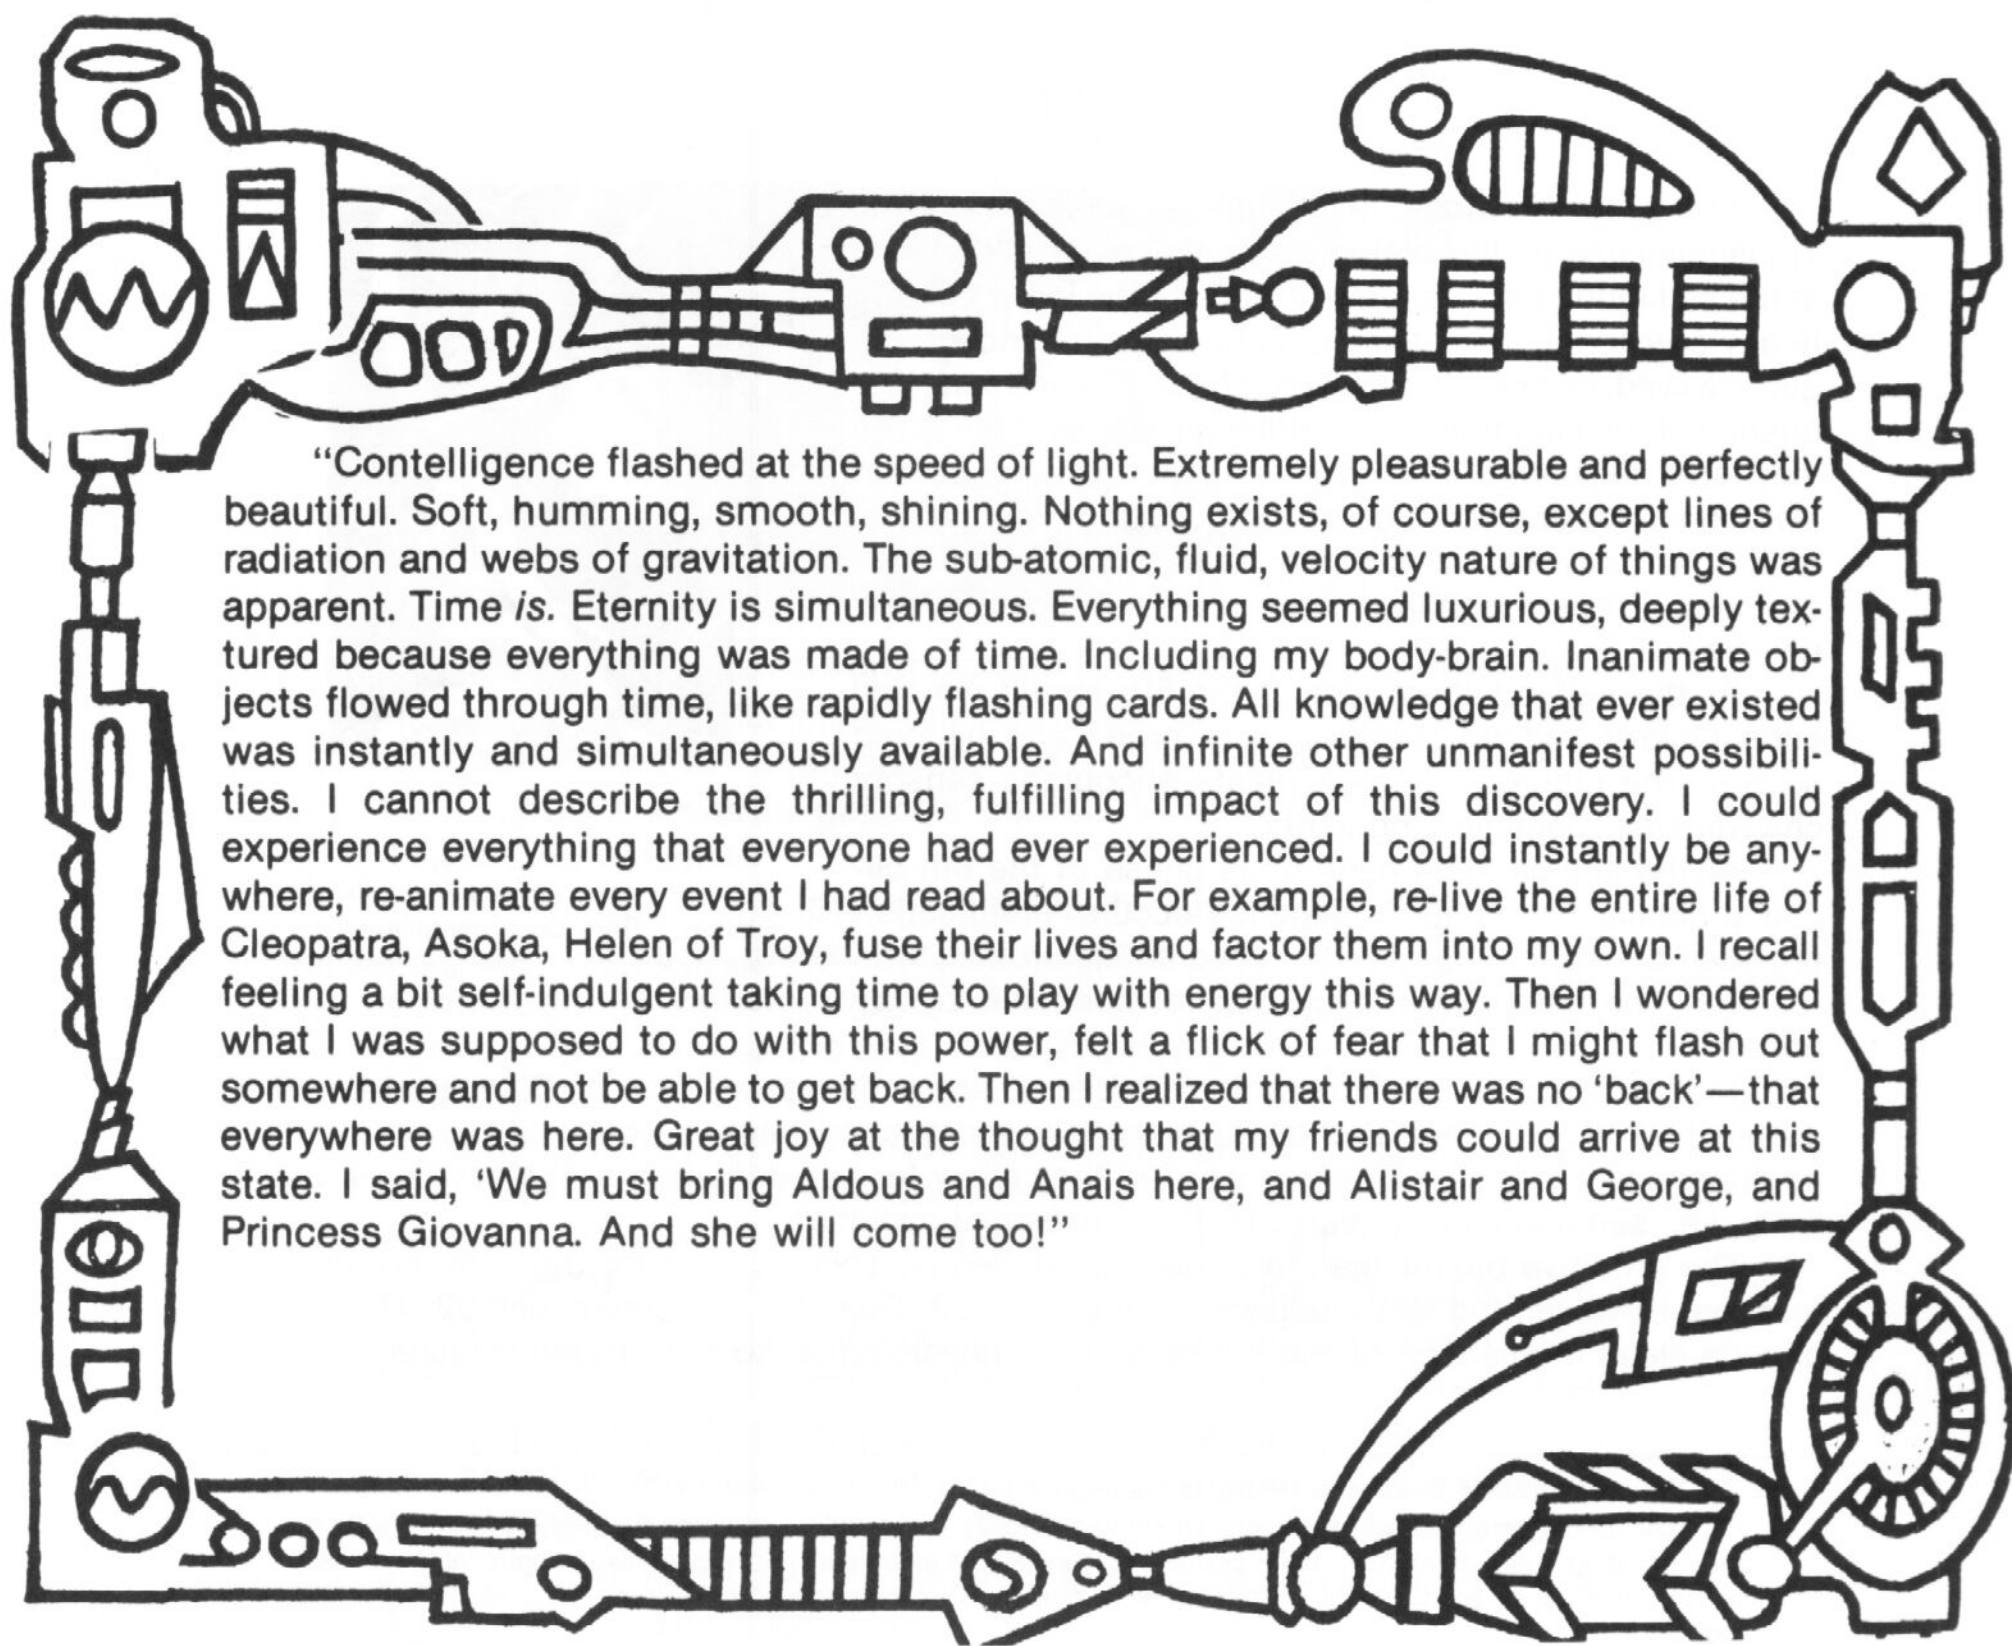 “Contelligence flashed at the speed of light. Extremely pleasurable and perfectly
beautiful. Soft, humming, smooth, shining. Nothing exists, of course, except lines of
radiation and webs of gravitation. The sub-atomic, fluid, velocity nature of things was
apparent. Time is. Eternity is simultaneous. Everything seemed luxurious, deeply tex-
tured because everything was made of time. Including my body-brain. Inanimate ob-
jects flowed through time, like rapidly flashing cards. All knowledge that ever existed
was instantly and simultaneously available. And infinite other unmanifest possibili-
ties. I cannot describe the thrilling, fulfilling impact of this discovery. I could
experience everything that everyone had ever experienced. I could instantly be any-
where, re-animate every event I had read about. For example, re-live the entire life of
Cleopatra, Asoka, Helen of Troy, fuse their lives and factor them into my own. I recall
feeling a bit self-indulgent taking time to play with energy this way. Then I wondered
what I was supposed to do with this power, felt a flick of fear that I might flash out
somewhere and not be able to get back. Then I realized that there was no ‘back’—that
everywhere was here. Great joy at the thought that my friends could arrive at this
state. I said, ‘We must bring Aldous and Anais here, and Alistair and George, and
Princess Giovanna. And she will come too!”